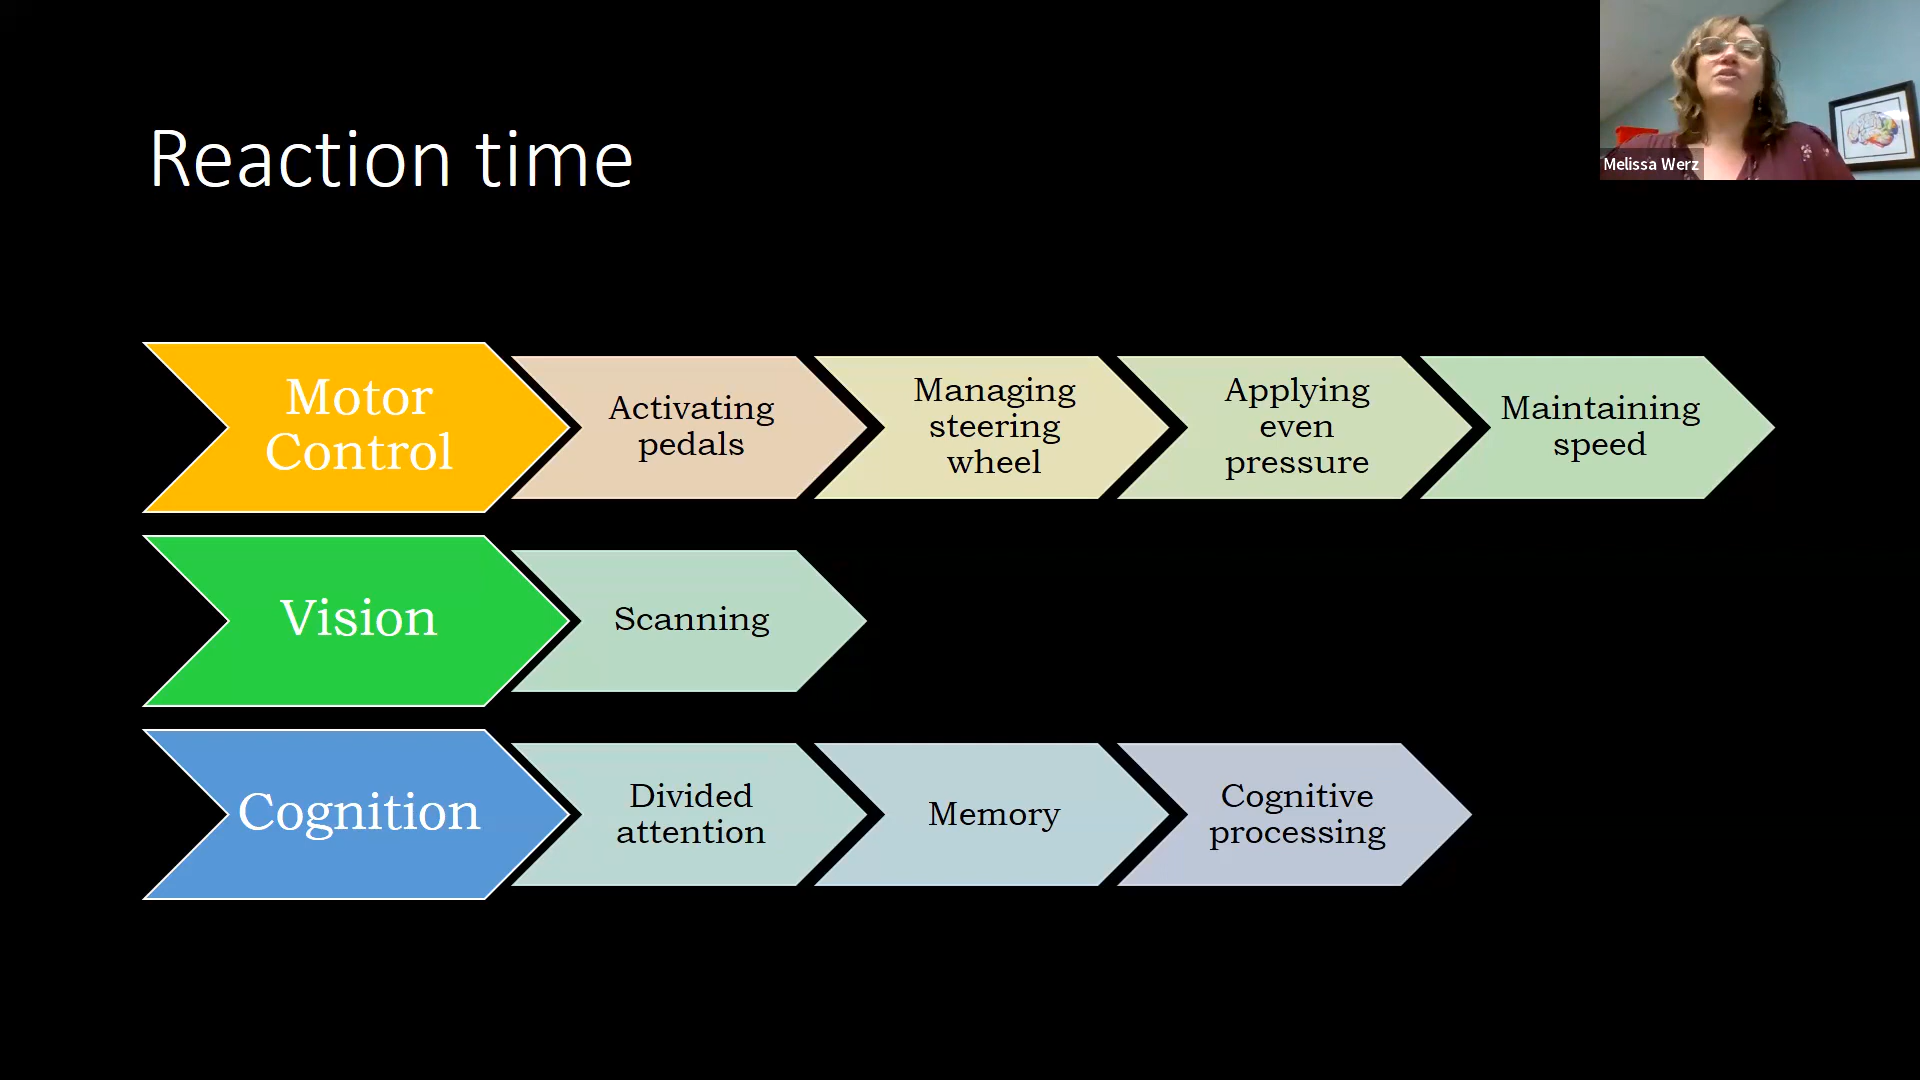 Reaction time
Melissa Werz
Motor
Control
Activating
pedals
Managing
steering
wheel
Applying
even
pressure
Maintaining
speed
Vision
Scanning
Cognition
Divided
attention
Memory
Cognitive
processing